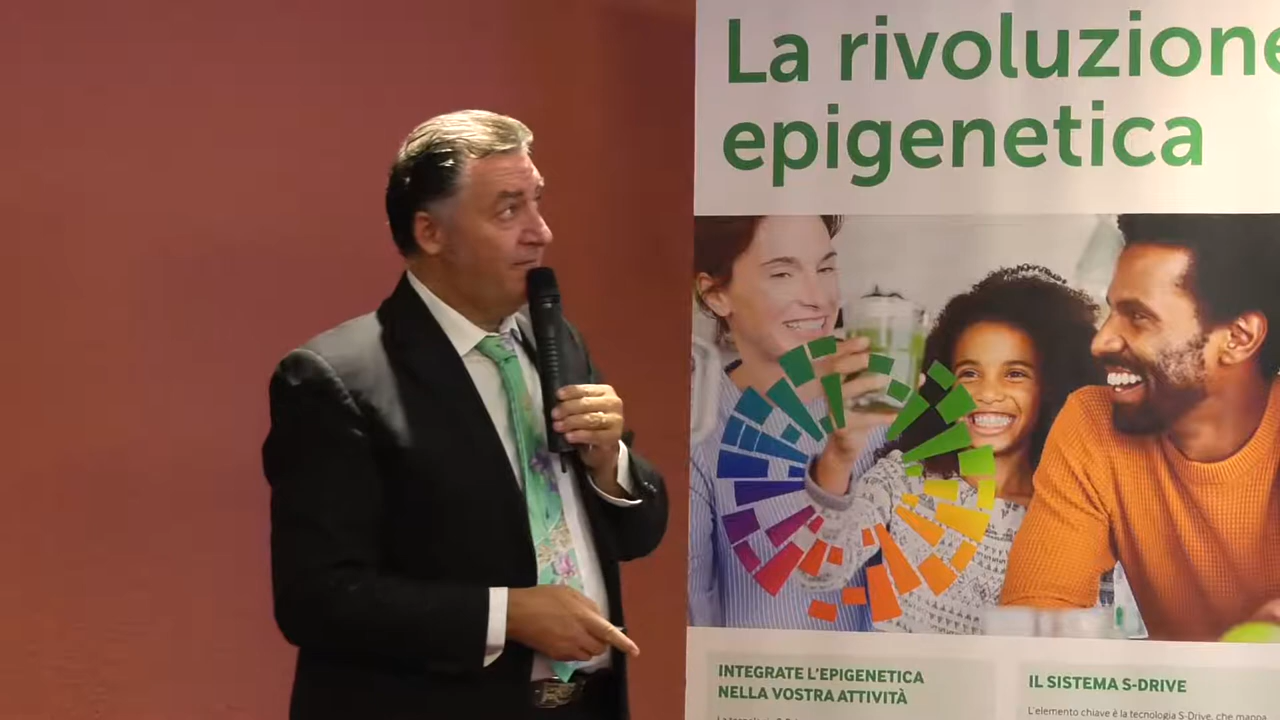 La rivoluzione
epigenetica
INTEGRATE L'EPIGENETICA
NELLA VOSTRA ATTIVITÀ
IL SISTEMA S-DRIVE
L'elemento chiave è la tecnologia S-Drive, che mappa